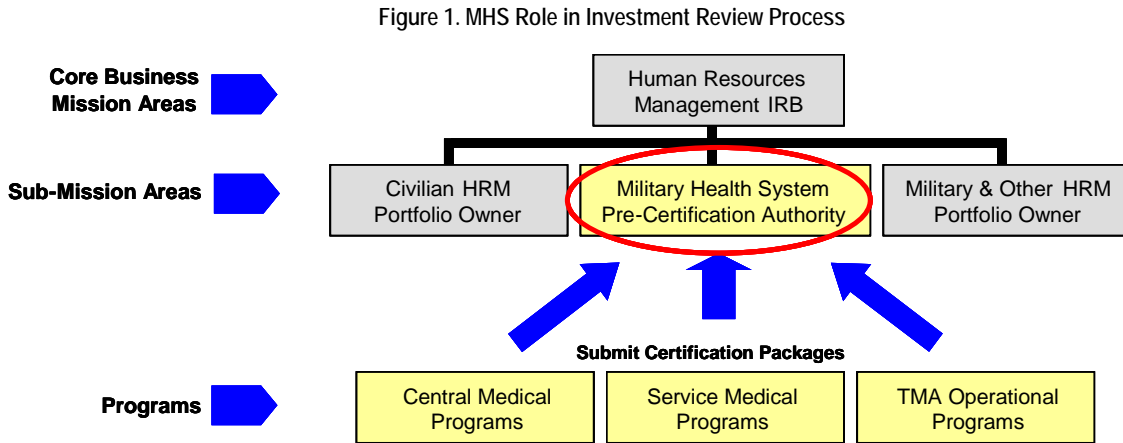 Figure 1. MHS Role in Investment Review Process
Core Business
Mission Areas
Human Resources
Management IRB
Sub-Mission Areas
Civilian HRM
Portfolio Owner
Military Health System
Pre-Certification Authority
Military & Other HRM
Portfolio Owner
Submit Certification Packages
Programs
Central Medical
Programs
Service Medical
Programs
TMA Operational
Programs